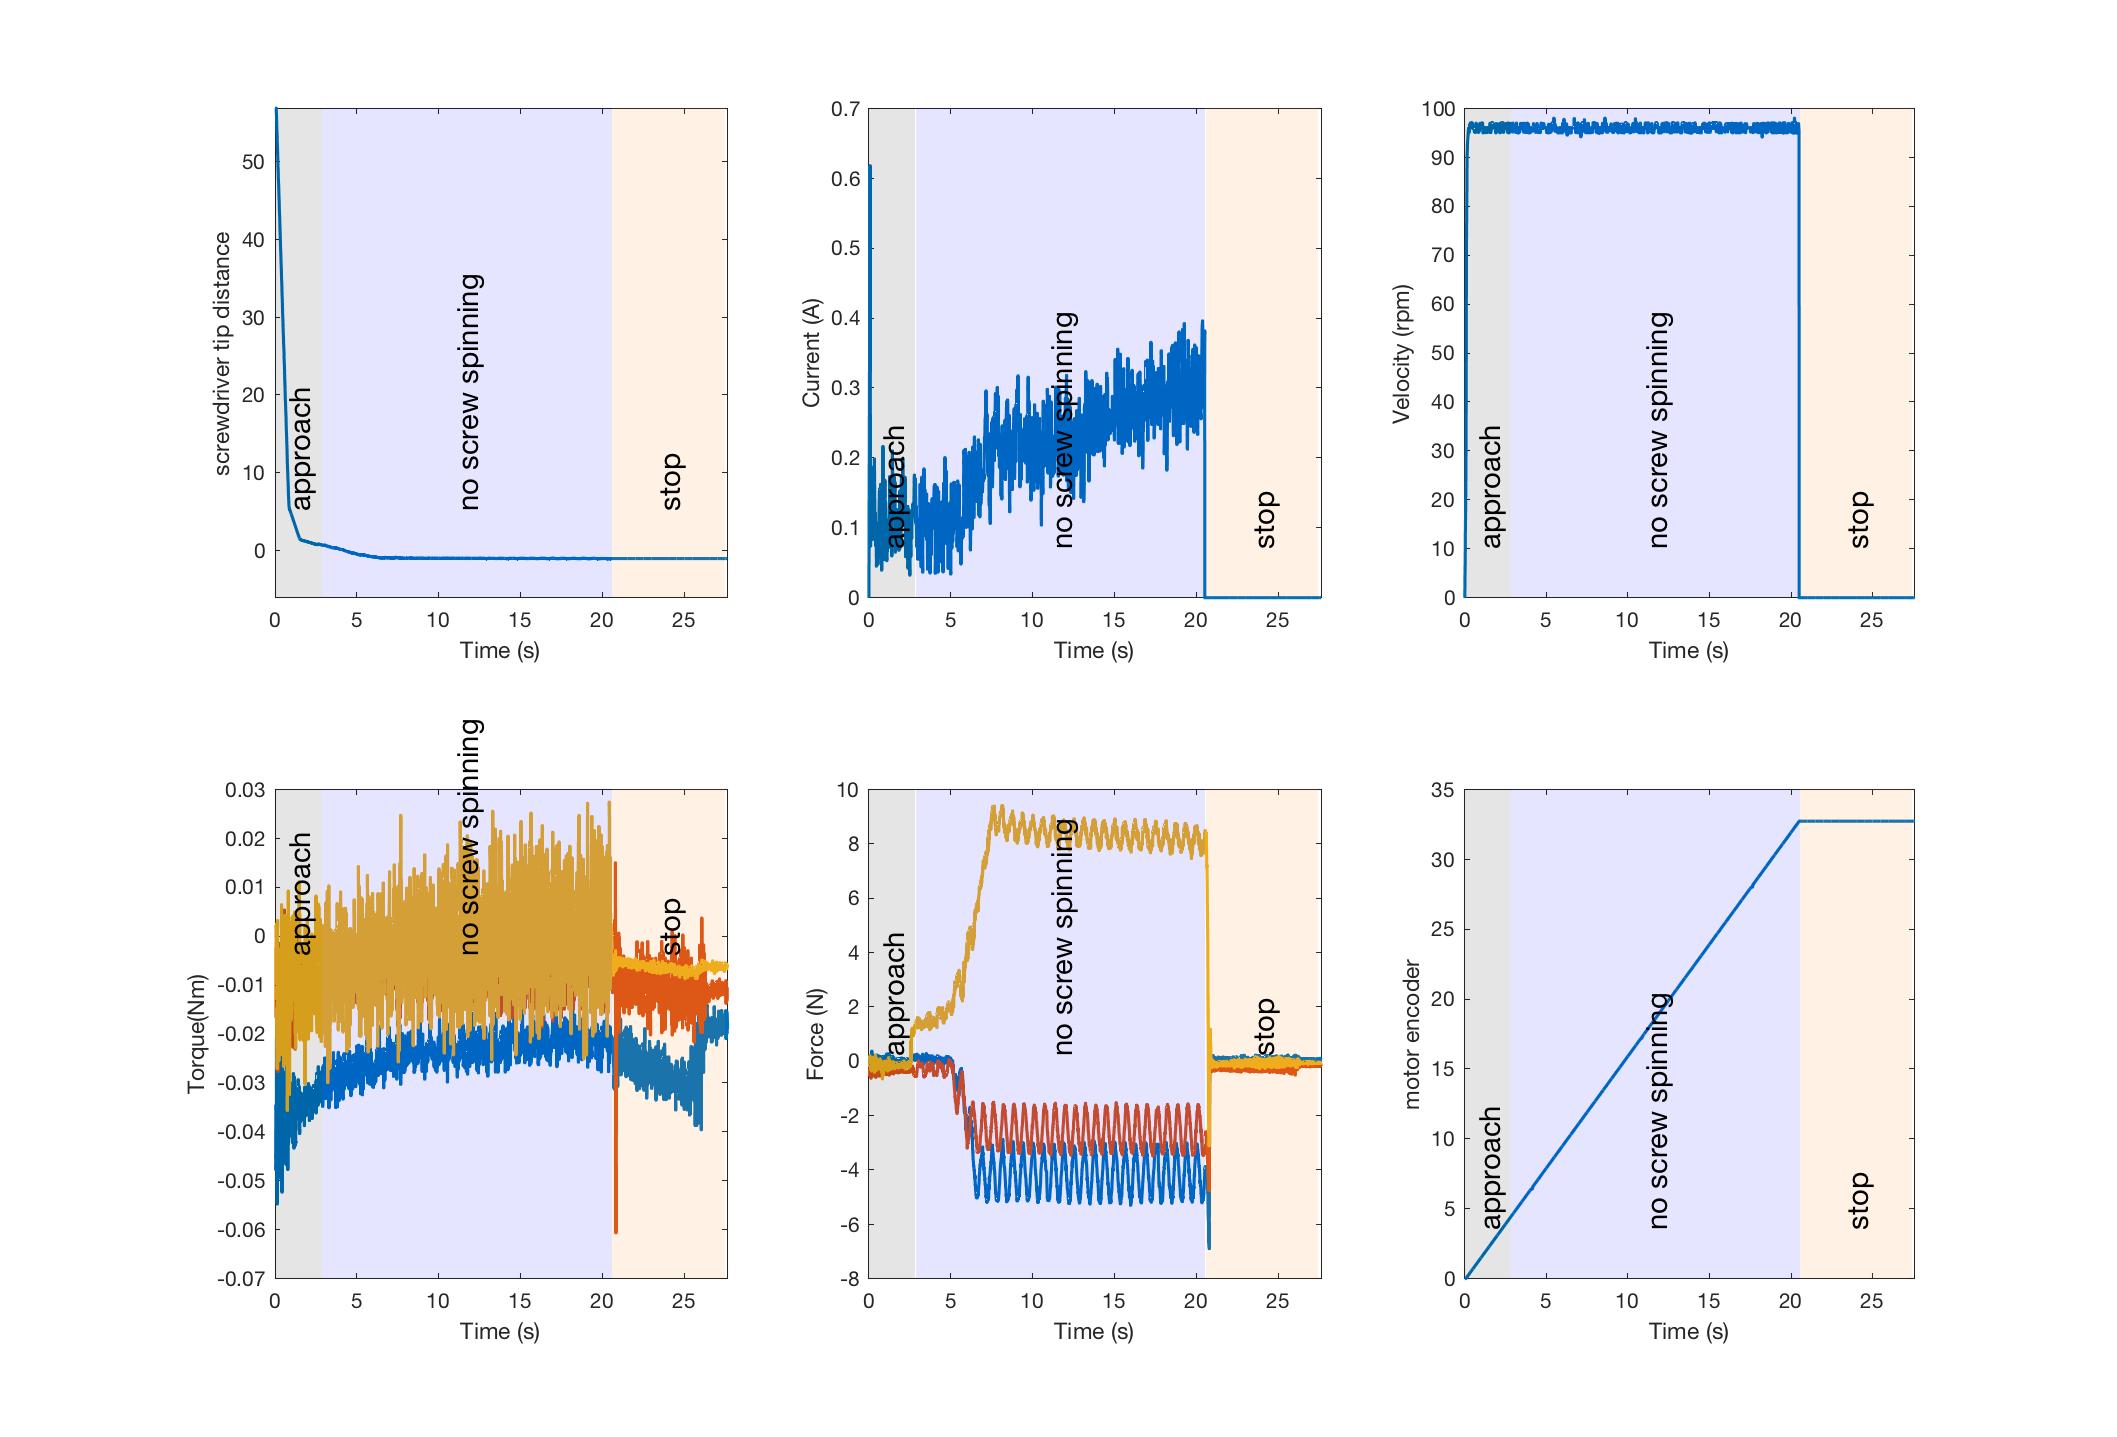 screwdriver tip distance
50
40
30
20
10
0
approach
no screw spinning
stop
0 5 10 15 20 25
Time (s)
Current (A)
0.7
0.6
0.5
0.4
0.3
0.2
0.1
0
approach
no screw spinning
stop
0 5 10 15 20 25
Time (s)
Velocity (rpm)
100
90
80
70
60
50
40
30
20
10
0
approach
no screw spinning
stop
0 5 10 15 20 25
Time (s)
Torque(Nm)
0.03
0.02
0.01
0
-0.01
-0.02
-0.03
-0.04
-0.05
-0.06
-0.07
approach
no screw spinning
stop
0 5 10 15 20 25
Time (s)
Force (N)
10
8
6
4
2
0
-2
-4
-6
-8
approach
no screw spinning
stop
0 5 10 15 20 25
Time (s)
motor encoder
35
30
25
20
15
10
5
0
approach
no screw spinning
stop
0 5 10 15 20 25
Time (s)